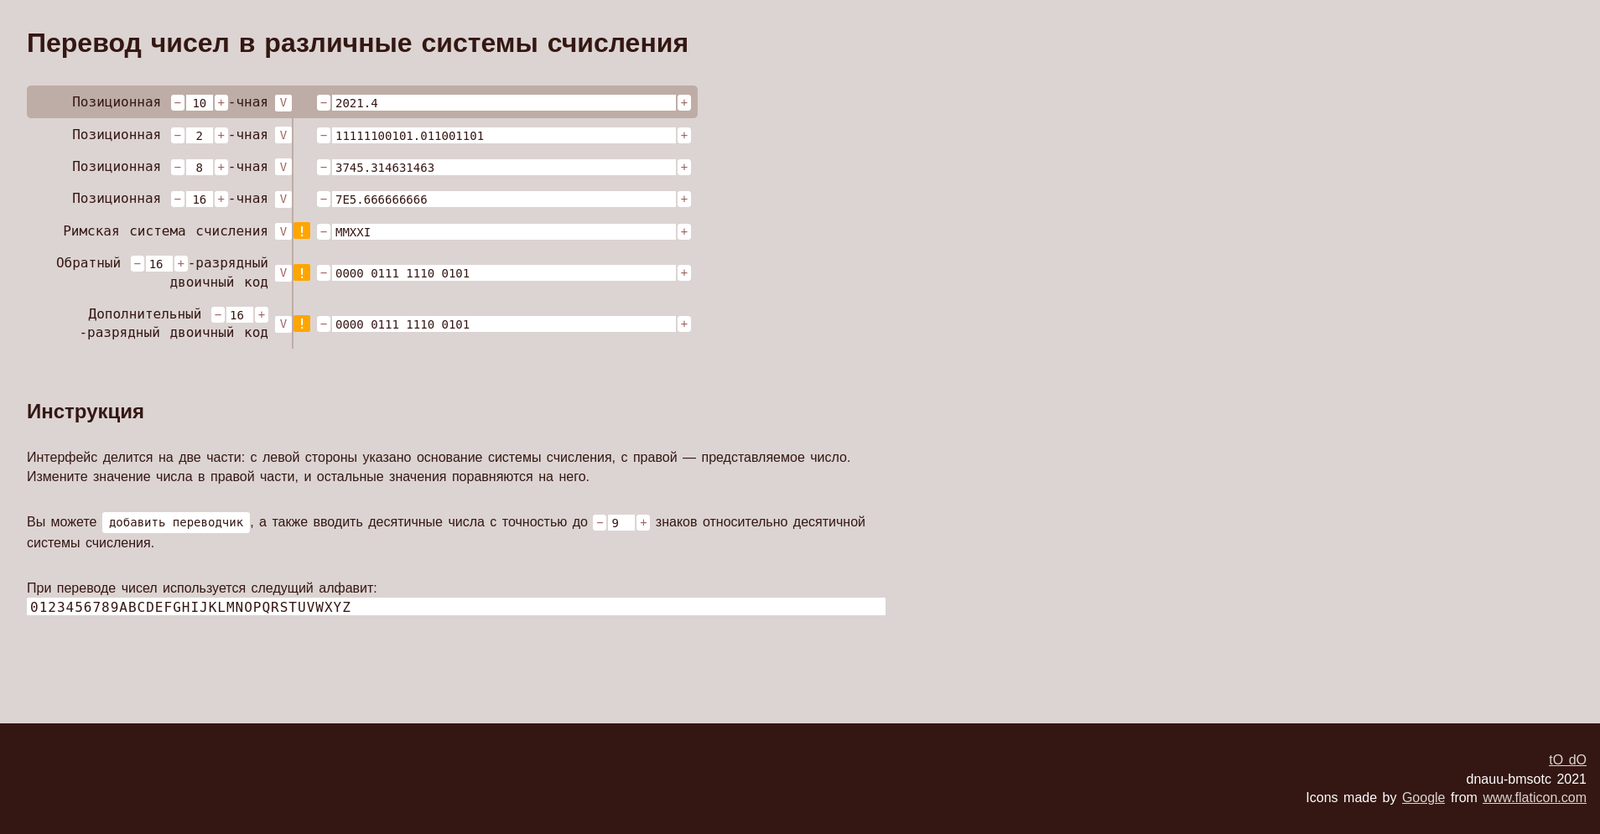 Перевод чисел в различные системы счисления
Позиционная − 10 + -чная V − 2021.4 +
Позиционная − 2 + -чная V − 11111100101.011001101 +
Позиционная − 8 + -чная V − 3745.314631463 +
Позиционная − 16 + -чная V − 7E5.666666666 +
Римская система счисления V ! − MMXXI +
Обратный − 16 + -разрядный
двоичный код V ! − 0000 0111 1110 0101 +
Дополнительный − 16 +
-разрядный двоичный код V ! − 0000 0111 1110 0101 +
Инструкция
Интерфейс делится на две части: с левой стороны указано основание системы счисления, с правой — представляемое число.
Измените значение числа в правой части, и остальные значения поравняются на него.
Вы можете добавить переводчик, а также вводить десятичные числа с точностью до − 9 + знаков относительно десятичной
системы счисления.
При переводе чисел используется следущий алфавит:
0123456789ABCDEFGHIJKLMNOPQRSTUVWXYZ
tO dO
dnauu-bmsotc 2021
Icons made by Google from www.flaticon.com